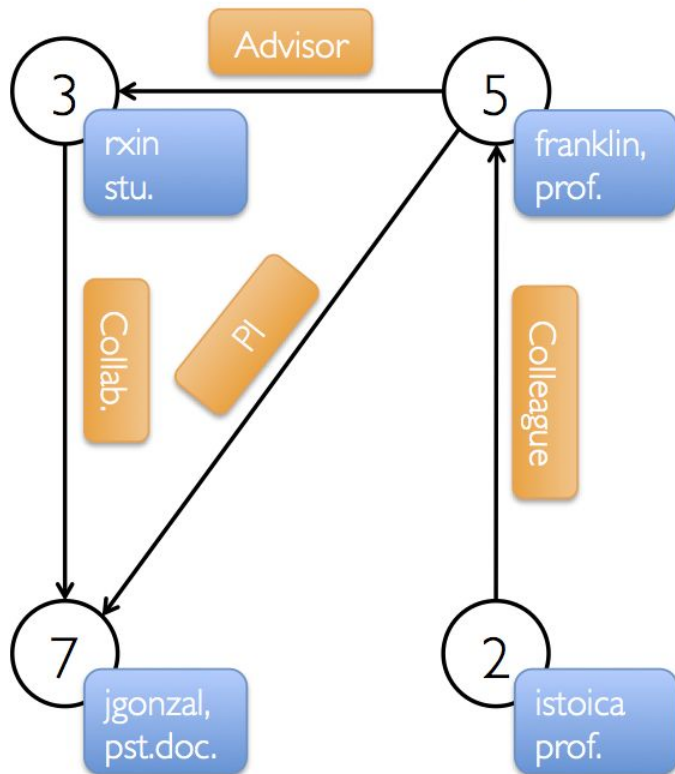 Advisor
3
5
rxin
stu.
franklin,
prof.
Collab.
PI
Colleague
7
2
jgonzal,
pst.doc.
istoica
prof.